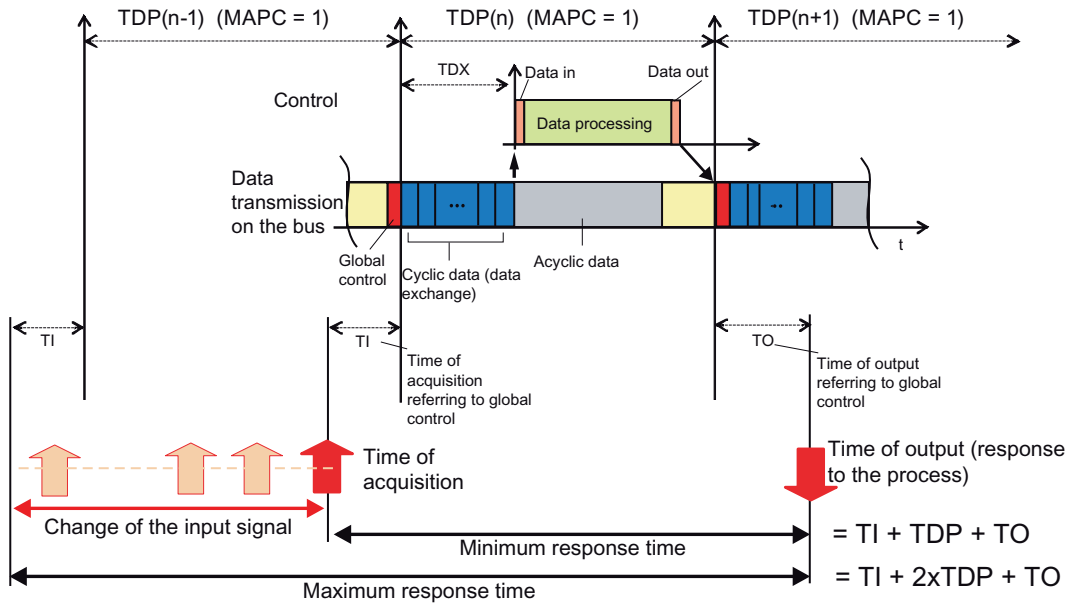 TDP(n-1) (MAPC = 1)
TDP(n) (MAPC = 1)
TDP(n+1) (MAPC = 1)
TDX
Data in
Data out
Control
Data processing
Data
transmission
on the bus
...
...
t
Global
control
Cyclic data (data
exchange)
Acyclic data
TI
TI
TO
Time of
acquisition
referring to global
control
Time of output
referring to global
control
Time of
acquisition
Time of output (response
to the process)
Change of the input signal
Minimum response time
= TI + TDP + TO
Maximum response time
= TI + 2xTDP + TO